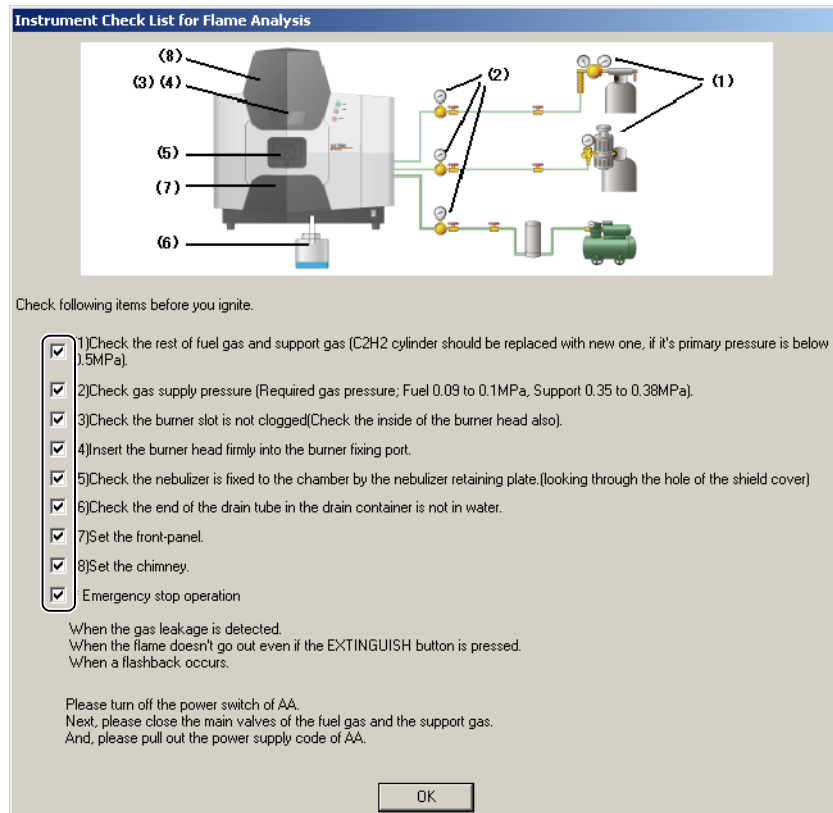 Instrument Check List for Flame Analysis
(8)
(3) (4)
(2)
(1)
(5)
(7)
(6)
Check following items before you ignite.
1)Check the rest of fuel gas and support gas (C2H2 cylinder should be replaced with new one, if it's primary pressure is below
0.5MPa).
2)Check gas supply pressure (Required gas pressure; Fuel 0.09 to 0.1MPa, Support 0.35 to 0.38MPa).
3)Check the burner slot is not clogged(Check the inside of the burner head also).
4)Insert the burner head firmly into the burner fixing port.
5)Check the nebulizer is fixed to the chamber by the nebulizer retaining plate.(looking through the hole of the shield cover)
6)Check the end of the drain tube in the drain container is not in water.
7)Set the front-panel.
8)Set the chimney.
Emergency stop operation
When the gas leakage is detected.
When the flame doesn't go out even if the EXTINGUISH button is pressed.
When a flashback occurs.
Please turn off the power switch of AA.
Next, please close the main valves of the fuel gas and the support gas.
And, please pull out the power supply code of AA.
OK